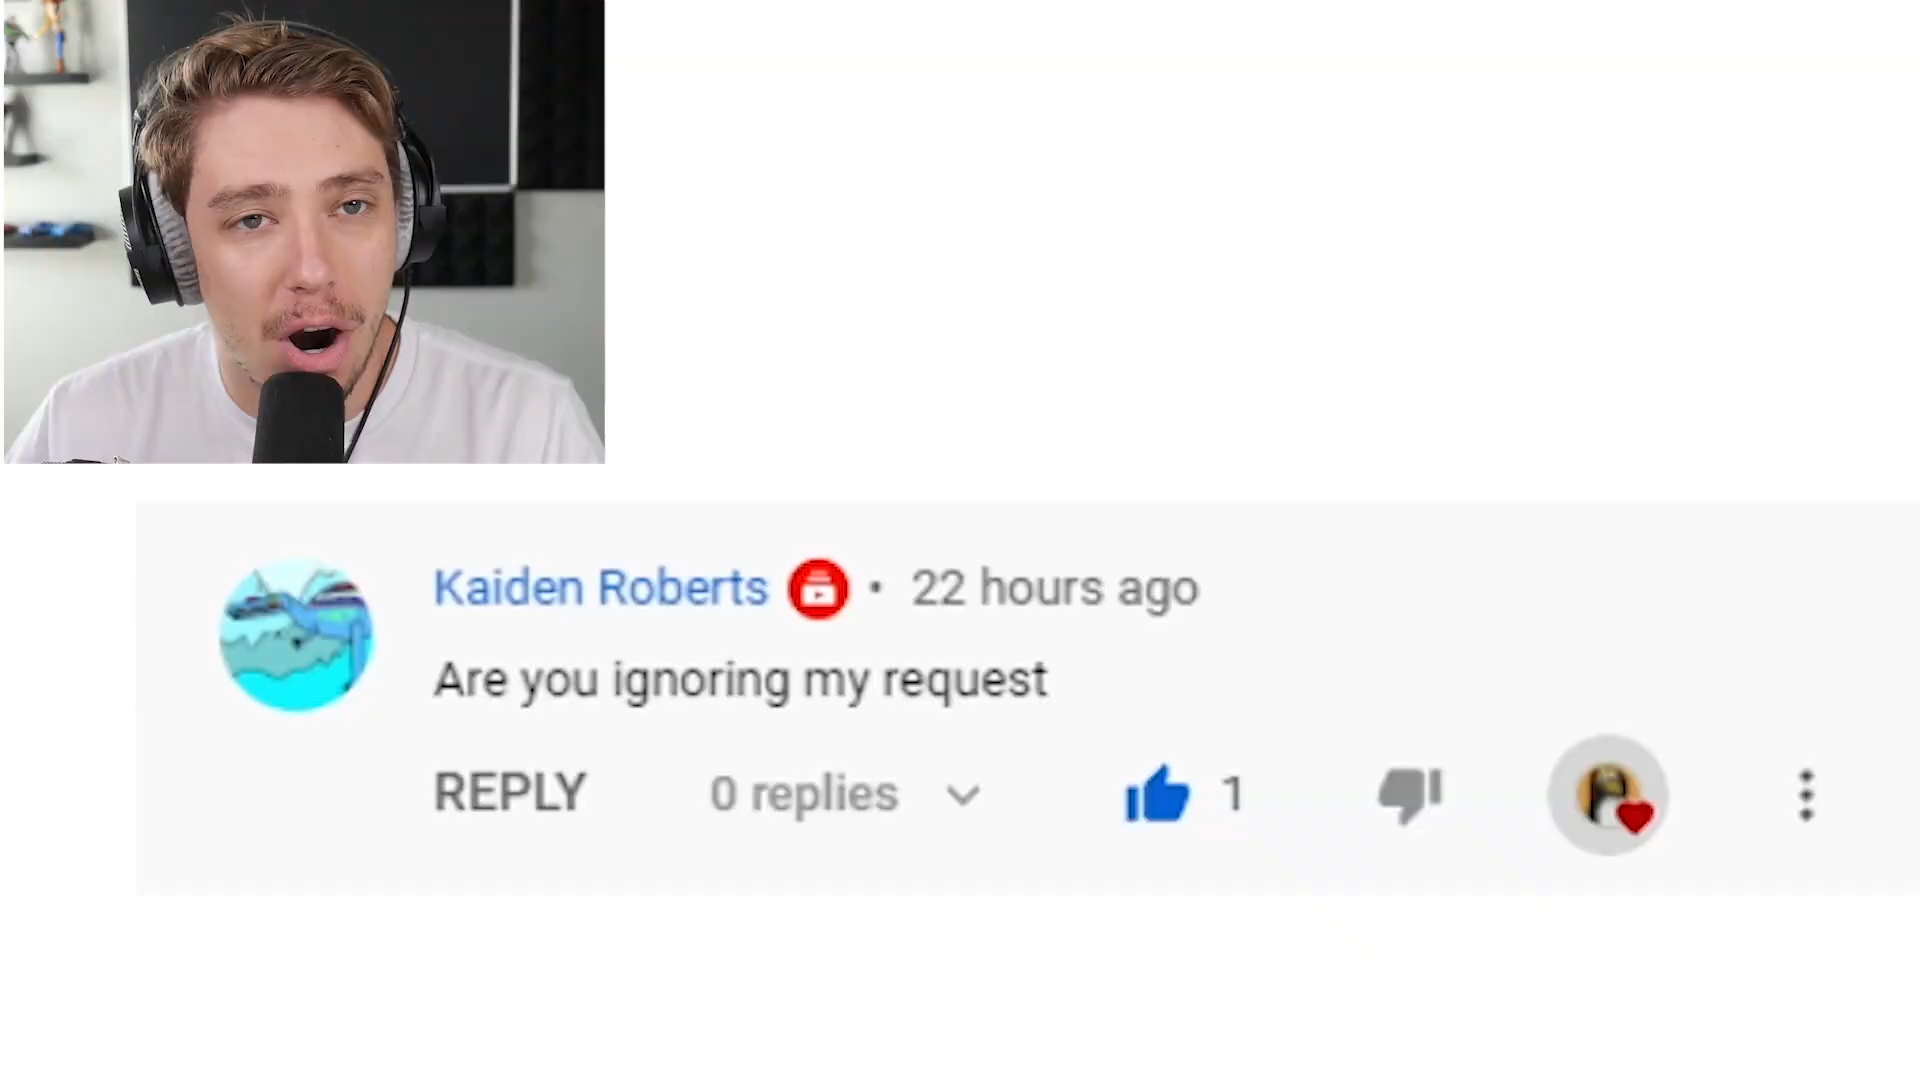 Kaiden Roberts • 22 hours ago
Are you ignoring my request
REPLY 0 replies 1